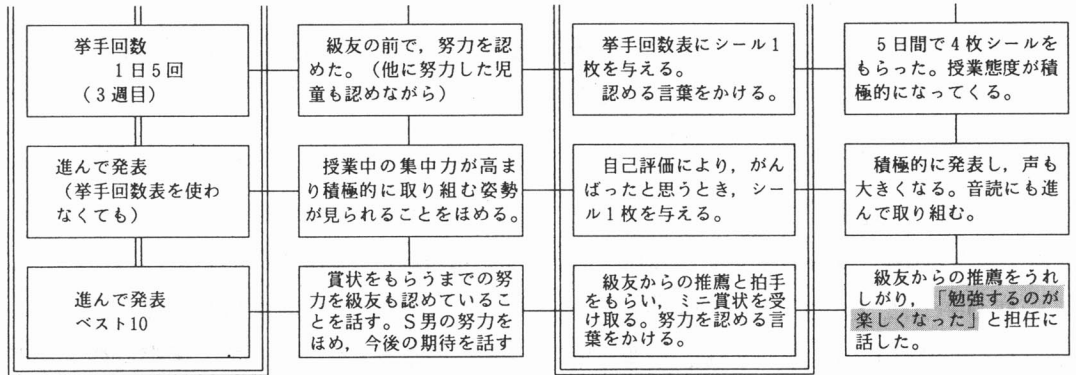 挙手回数
1日5回
(3週目)
級友の前で,努力を認
めた。(他に努力した児
童も認めながら)
挙手回数表にシール1
枚を与える。
認める言葉をかける。
5日間で4枚シールを
もらった。授業態度が積
極的になってくる。
進んで発表
(挙手回数表を使わ
なくても)
授業中の集中力が高ま
り積極的に取り組む姿勢
が見られることをほめる。
自己評価により,がん
ばったと思うとき,シー
ル1枚を与える。
積極的に発表し,声も
大きくなる。音読にも進
んで取り組む。
進んで発表
ベスト10
賞状をもらうまでの努
力を級友も認めているこ
とを話す。S男の努力を
ほめ,今後の期待を話す
級友からの推薦と拍手
をもらい,ミニ賞状を受
け取る。努力を認める言
葉をかける。
級友からの推薦をうれ
しがり,「勉強するのが
楽しくなった」と担任に
話した。